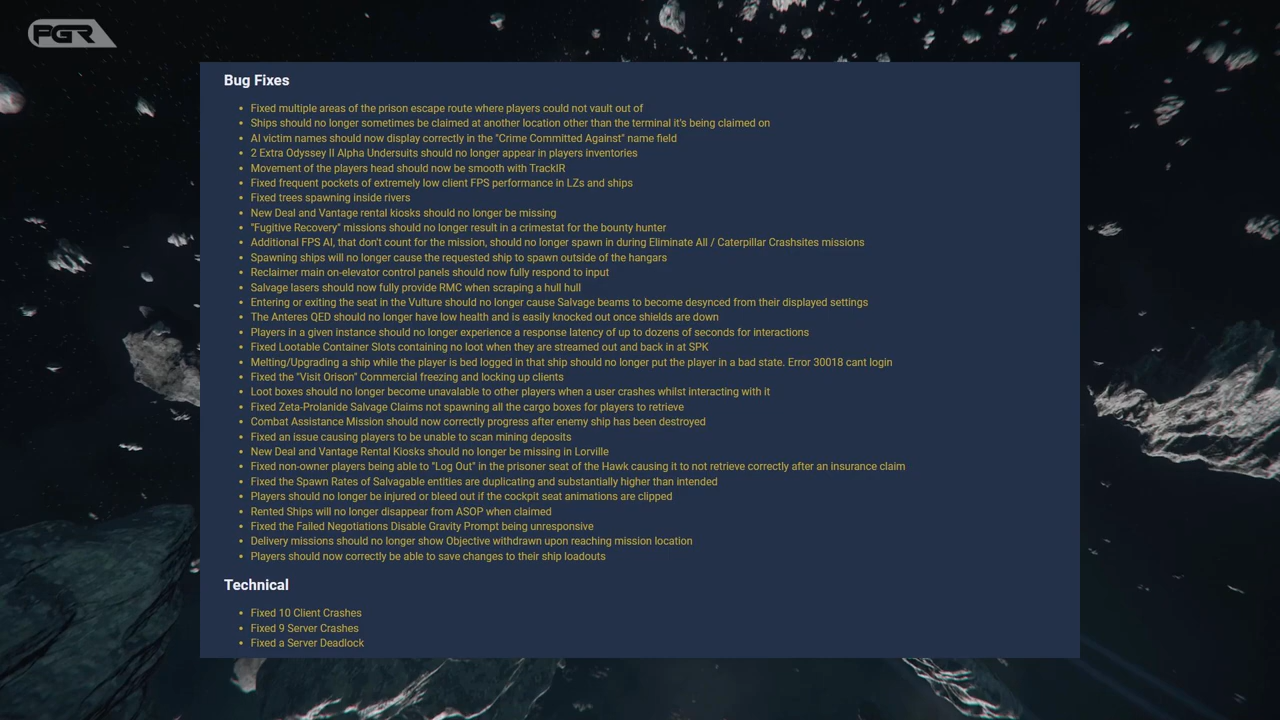 PGR
Bug Fixes
• Fixed multiple areas of the prison escape route where players could not vault out of
• Ships should no longer sometimes be claimed at another location other than the terminal it's being claimed on
• AI victim names should now display correctly in the "Crime Committed Against" name field
• 2 Extra Odyssey II Alpha Undersuits should no longer appear in players inventories
• Movement of the players head should now be smooth with TrackIR
• Fixed frequent pockets of extremely low client FPS performance in LZs and ships
• Fixed trees spawning inside rivers
• New Deal and Vantage rental kiosks should no longer be missing
• "Fugitive Recovery" missions should no longer result in a crimestat for the bounty hunter
• Additional FPS AI, that don't count for the mission, should no longer spawn in during Eliminate All / Caterpillar Crashsites missions
• Spawning ships will no longer cause the requested ship to spawn outside of the hangars
• Reclaimer main on-elevator control panels should now fully respond to input
• Salvage lasers should now fully provide RMC when scraping a hull hull
• Entering or exiting the seat in the Vulture should no longer cause Salvage beams to become desynced from their displayed settings
• The Anteres QED should no longer have low health and is easily knocked out once shields are down
• Players in a given instance should no longer experience a response latency of up to dozens of seconds for interactions
• Fixed Lootable Container Slots containing no loot when they are streamed out and back in at SPK
• Melting/Upgrading a ship while the player is bed logged in that ship should no longer put the player in a bad state. Error 30018 cant login
• Fixed the "Visit Orison" Commercial freezing and locking up clients
• Loot boxes should no longer become unavalable to other players when a user crashes whilst interacting with it
• Fixed Zeta-Prolanide Salvage Claims not spawning all the cargo boxes for players to retrieve
• Combat Assistance Mission should now correctly progress after enemy ship has been destroyed
• Fixed an issue causing players to be unable to scan mining deposits
• New Deal and Vantage Rental Kiosks should no longer be missing in Lorville
• Fixed non-owner players being able to "Log Out" in the prisoner seat of the Hawk causing it to not retrieve correctly after an insurance claim
• Fixed the Spawn Rates of Salvagable entities are duplicating and substantially higher than intended
• Players should no longer be injured or bleed out if the cockpit seat animations are clipped
• Rented Ships will no longer disappear from ASOP when claimed
• Fixed the Failed Negotiations Disable Gravity Prompt being unresponsive
• Delivery missions should no longer show Objective withdrawn upon reaching mission location
• Players should now correctly be able to save changes to their ship loadouts
Technical
• Fixed 10 Client Crashes
• Fixed 9 Server Crashes
• Fixed a Server Deadlock